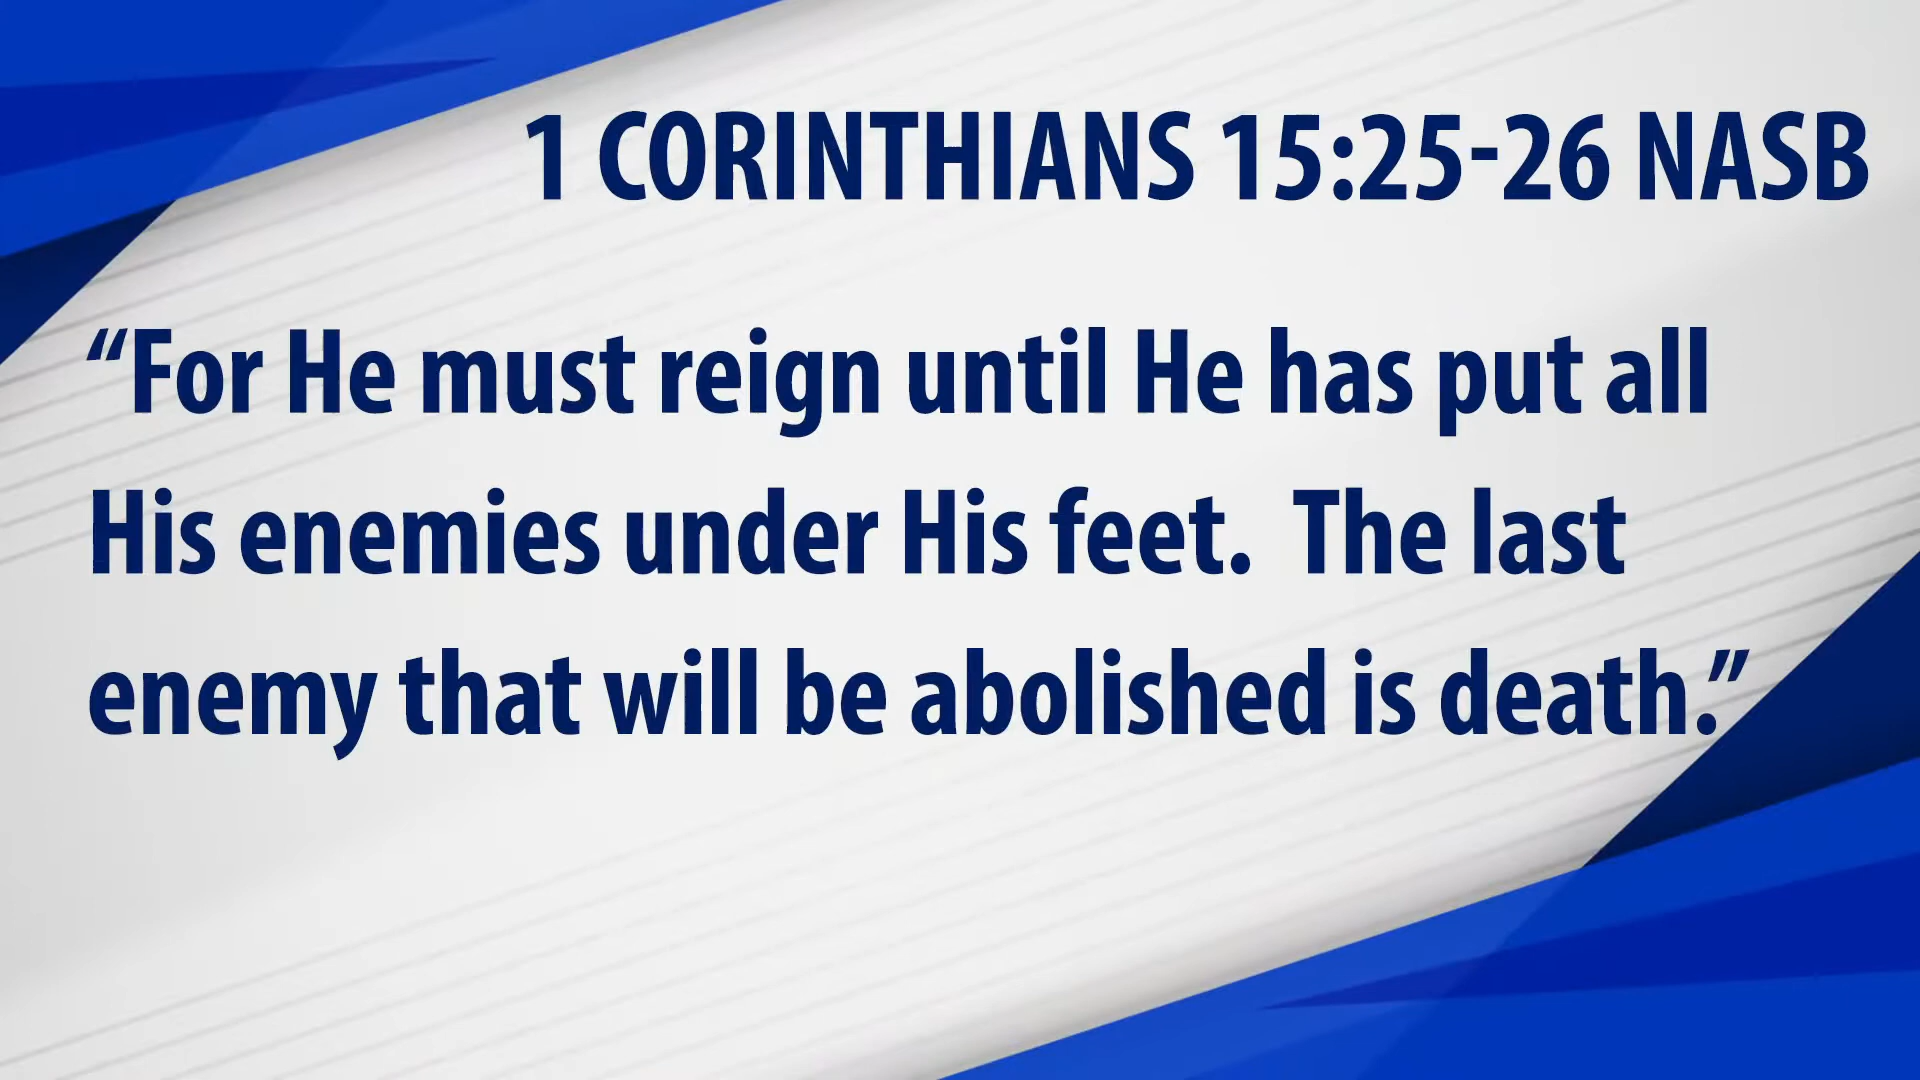 1 CORINTHIANS 15:25-26 NASB
“For He must reign until He has put all
His enemies under His feet.  The last
enemy that will be abolished is death.”